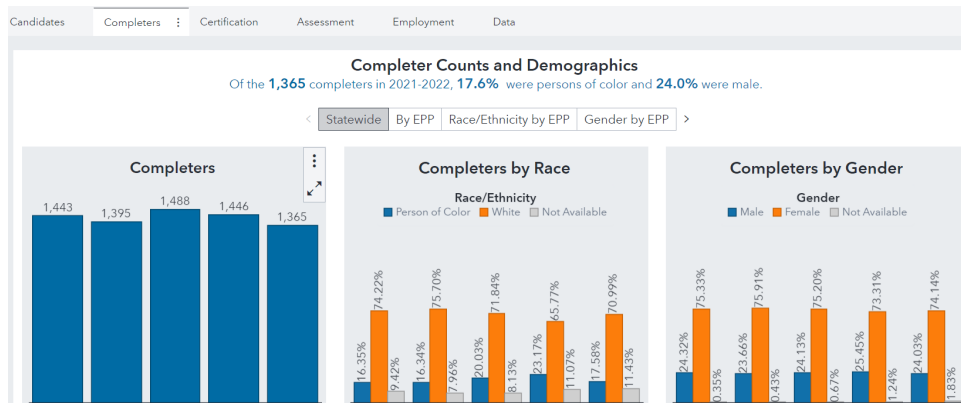 Candidates Completers Certification Assessment Employment Data
Completer Counts and Demographics
Of the 1,365 completers in 2021-2022, 17.6% were persons of color and 24.0% were male.
Statewide By EPP Race/Ethnicity by EPP Gender by EPP
Completers
1,443 1,395 1,488 1,446 1,365
Completers by Race
Race/Ethnicity
Person of Color White Not Available
16.35% 74.22% 9.42% 16.34% 75.70% 7.96% 20.03% 71.84% 8.13% 23.17% 65.77% 11.07% 17.58% 70.99% 11.43%
Completers by Gender
Gender
Male Female Not Available
24.32% 75.33% 0.35% 23.66% 75.91% 0.43% 24.13% 75.20% 0.67% 25.45% 73.31% 1.24% 24.03% 74.14% 1.83%